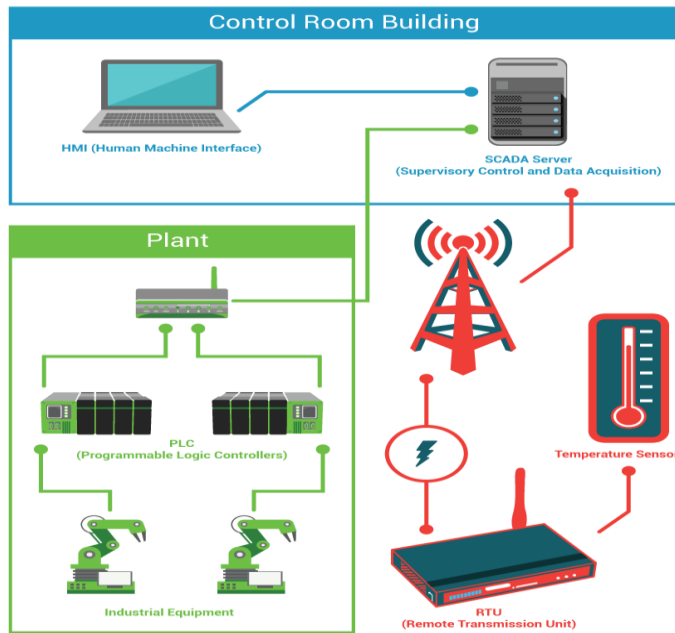 Control Room Building
HMI (Human Machine Interface)
SCADA Server
(Supervisory Control and Data Acquisition)
Plant
PLC
(Programmable Logic Controllers)
Industrial Equipment
Temperature Sensor
RTU
(Remote Transmission Unit)